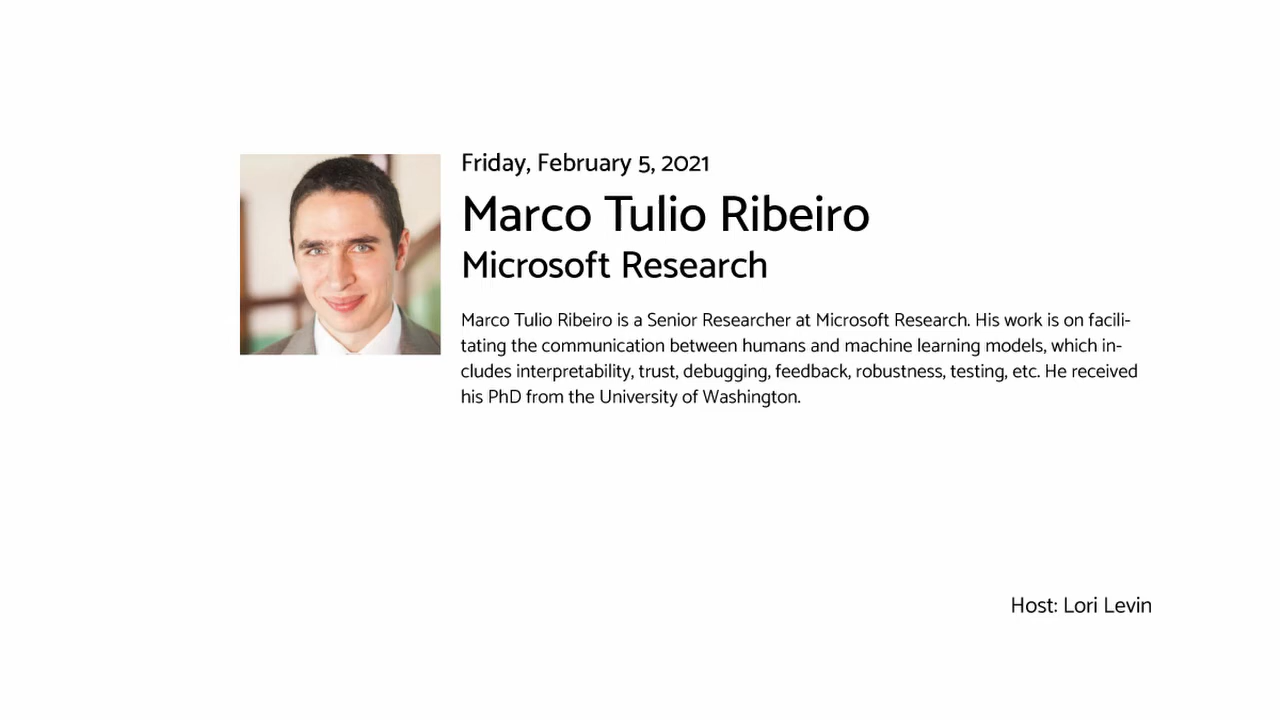 Friday, February 5, 2021
Marco Tulio Ribeiro
Microsoft Research
Marco Tulio Ribeiro is a Senior Researcher at Microsoft Research. His work is on facili-
tating the communication between humans and machine learning models, which in-
cludes interpretability, trust, debugging, feedback, robustness, testing, etc. He received
his PhD from the University of Washington.
Host: Lori Levin